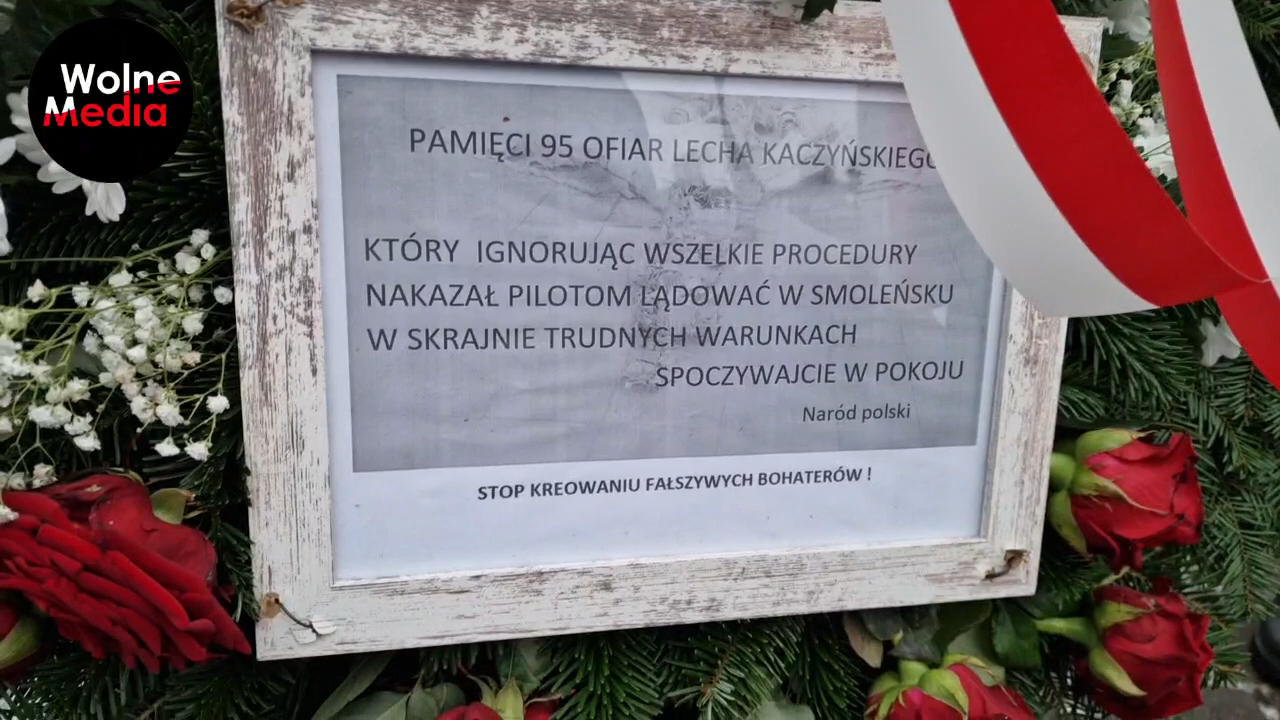 Wolne
Media
PAMIĘCI 95 OFIAR LECHA KACZYŃSKIEGO
KTÓRY IGNORUJĄC WSZELKIE PROCEDURY
NAKAZAŁ PILOTOM LĄDOWAĆ W SMOLEŃSKU
W SKRAJNIE TRUDNYCH WARUNKACH
SPOCZYWAJCIE W POKOJU
Naród polski
STOP KREOWANIU FAŁSZYWYCH BOHATERÓW !